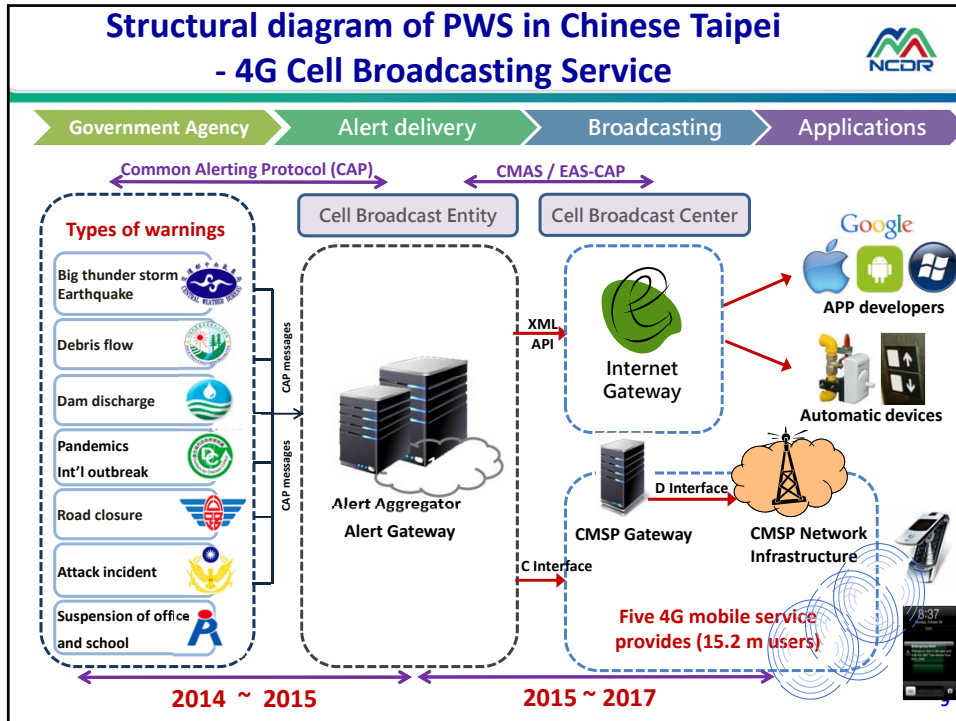 Structural diagram of PWS in Chinese Taipei
- 4G Cell Broadcasting Service
NCDR
Government Agency
Alert delivery
Broadcasting
Applications
Common Alerting Protocol (CAP)
CMAS / EAS-CAP
Cell Broadcast Entity
Cell Broadcast Center
Types of warnings
Big thunder storm
Earthquake
Debris flow
Dam discharge
Pandemics
Int'l outbreak
Road closure
Attack incident
Suspension of office
and school
CAP messages
CAP messages
Alert Aggregator
Alert Gateway
XML
API
C Interface
Internet
Gateway
CMSP Gateway
D Interface
CMSP Network
Infrastructure
Five 4G mobile service
provides (15.2 m users)
Google
APP developers
Automatic devices
8:37
2014 ~ 2015
2015 ~ 2017
9